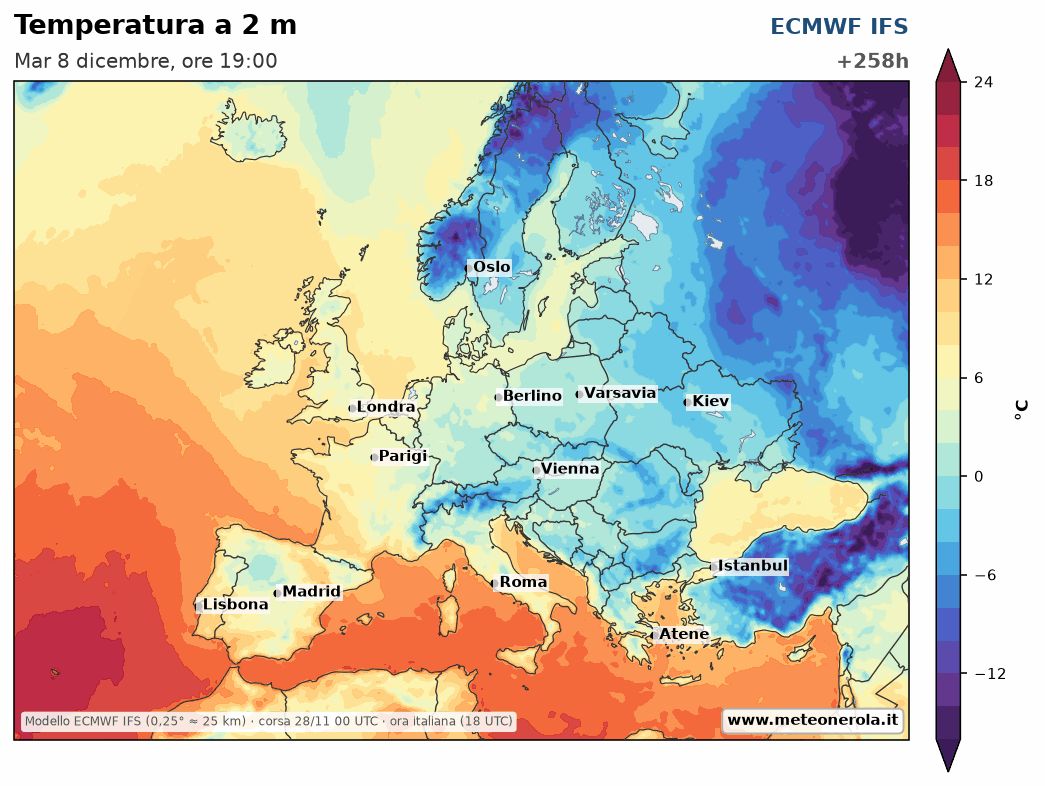 Temperatura a 2 m
ECMWF IFS
Mar 8 dicembre, ore 19:00
+258h
24
18
12
6
0
−6
−12
°C
Oslo
Berlino
Varsavia
Kiev
Londra
Parigi
Vienna
Istanbul
Roma
Madrid
Lisbona
Atene
Modello ECMWF IFS (0,25° ≈ 25 km) · corsa 28/11 00 UTC · ora italiana (18 UTC)
www.meteonerola.it